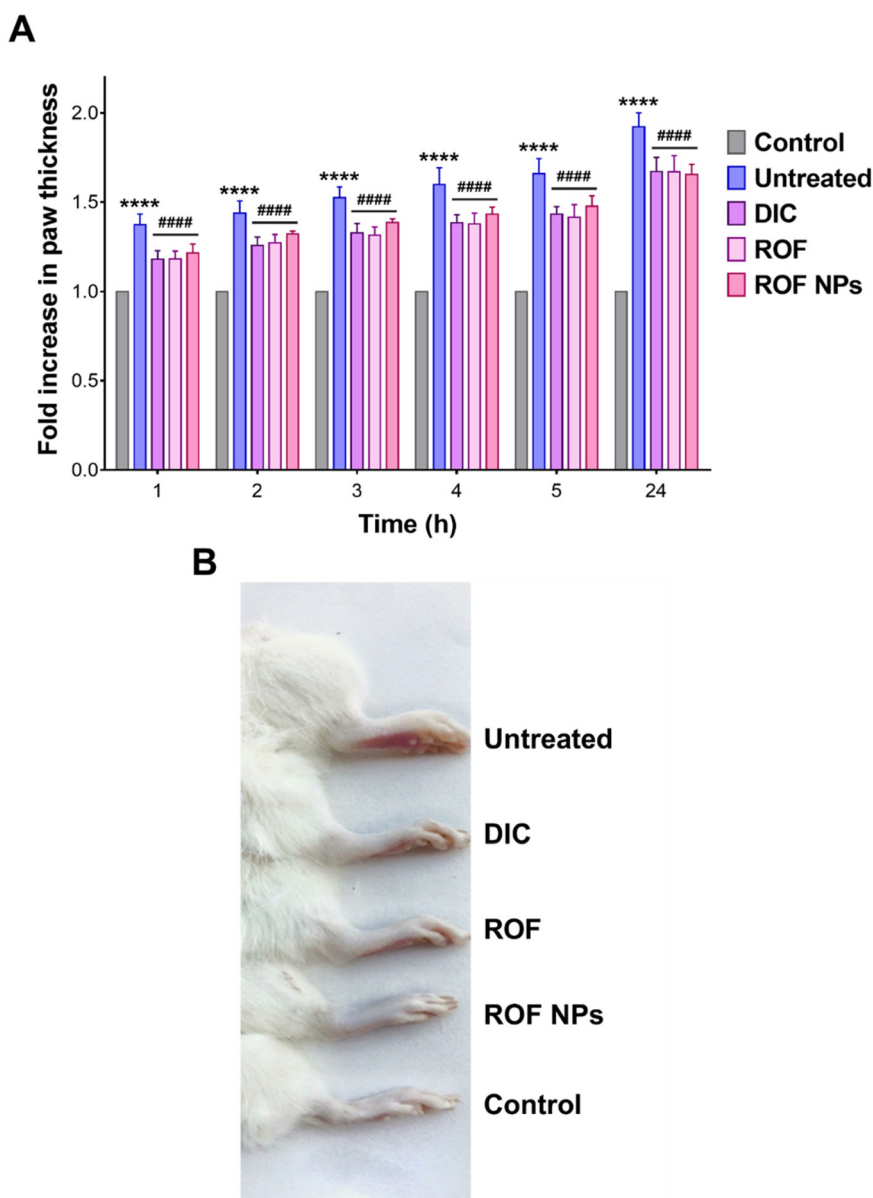 A
Fold increase in paw thickness
2.0
1.5
1.0
0.5
0.0
****
####
****
####
****
####
****
####
****
####
****
####
1
2
3
4
5
24
Time (h)
Control
Untreated
DIC
ROF
ROF NPs
B
Untreated
DIC
ROF
ROF NPs
Control